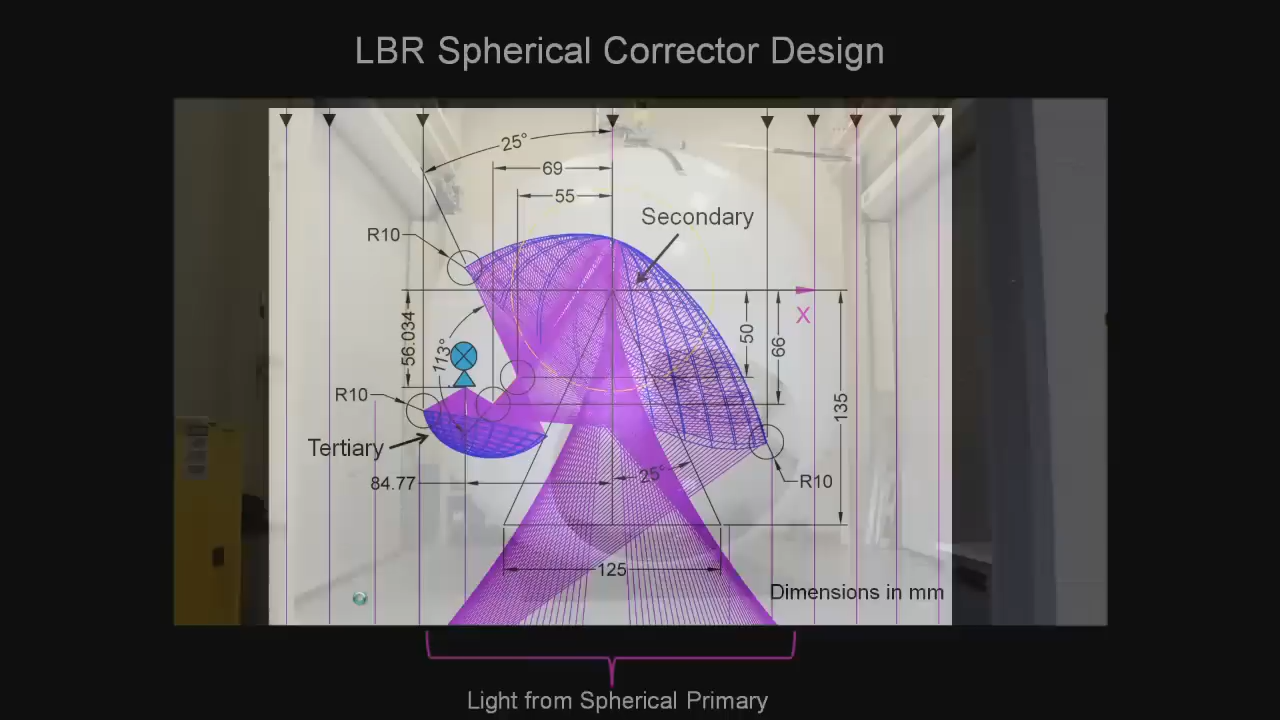 LBR Spherical Corrector Design
25°
69
55
Secondary
R10
X
56.034
113°
50
66
135
R10
Tertiary
84.77
25°
R10
125
Dimensions in mm
Light from Spherical Primary